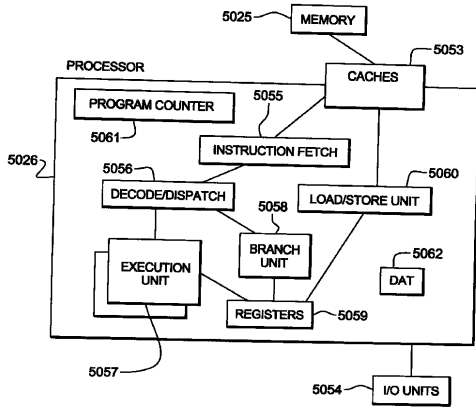 5025
MEMORY
5053
CACHES
PROCESSOR
PROGRAM COUNTER
5061
5055
INSTRUCTION FETCH
5026
5056
DECODE/DISPATCH
5060
LOAD/STORE UNIT
5058
BRANCH
UNIT
EXECUTION
UNIT
5062
DAT
REGISTERS
5059
5057
5054
I/O UNITS